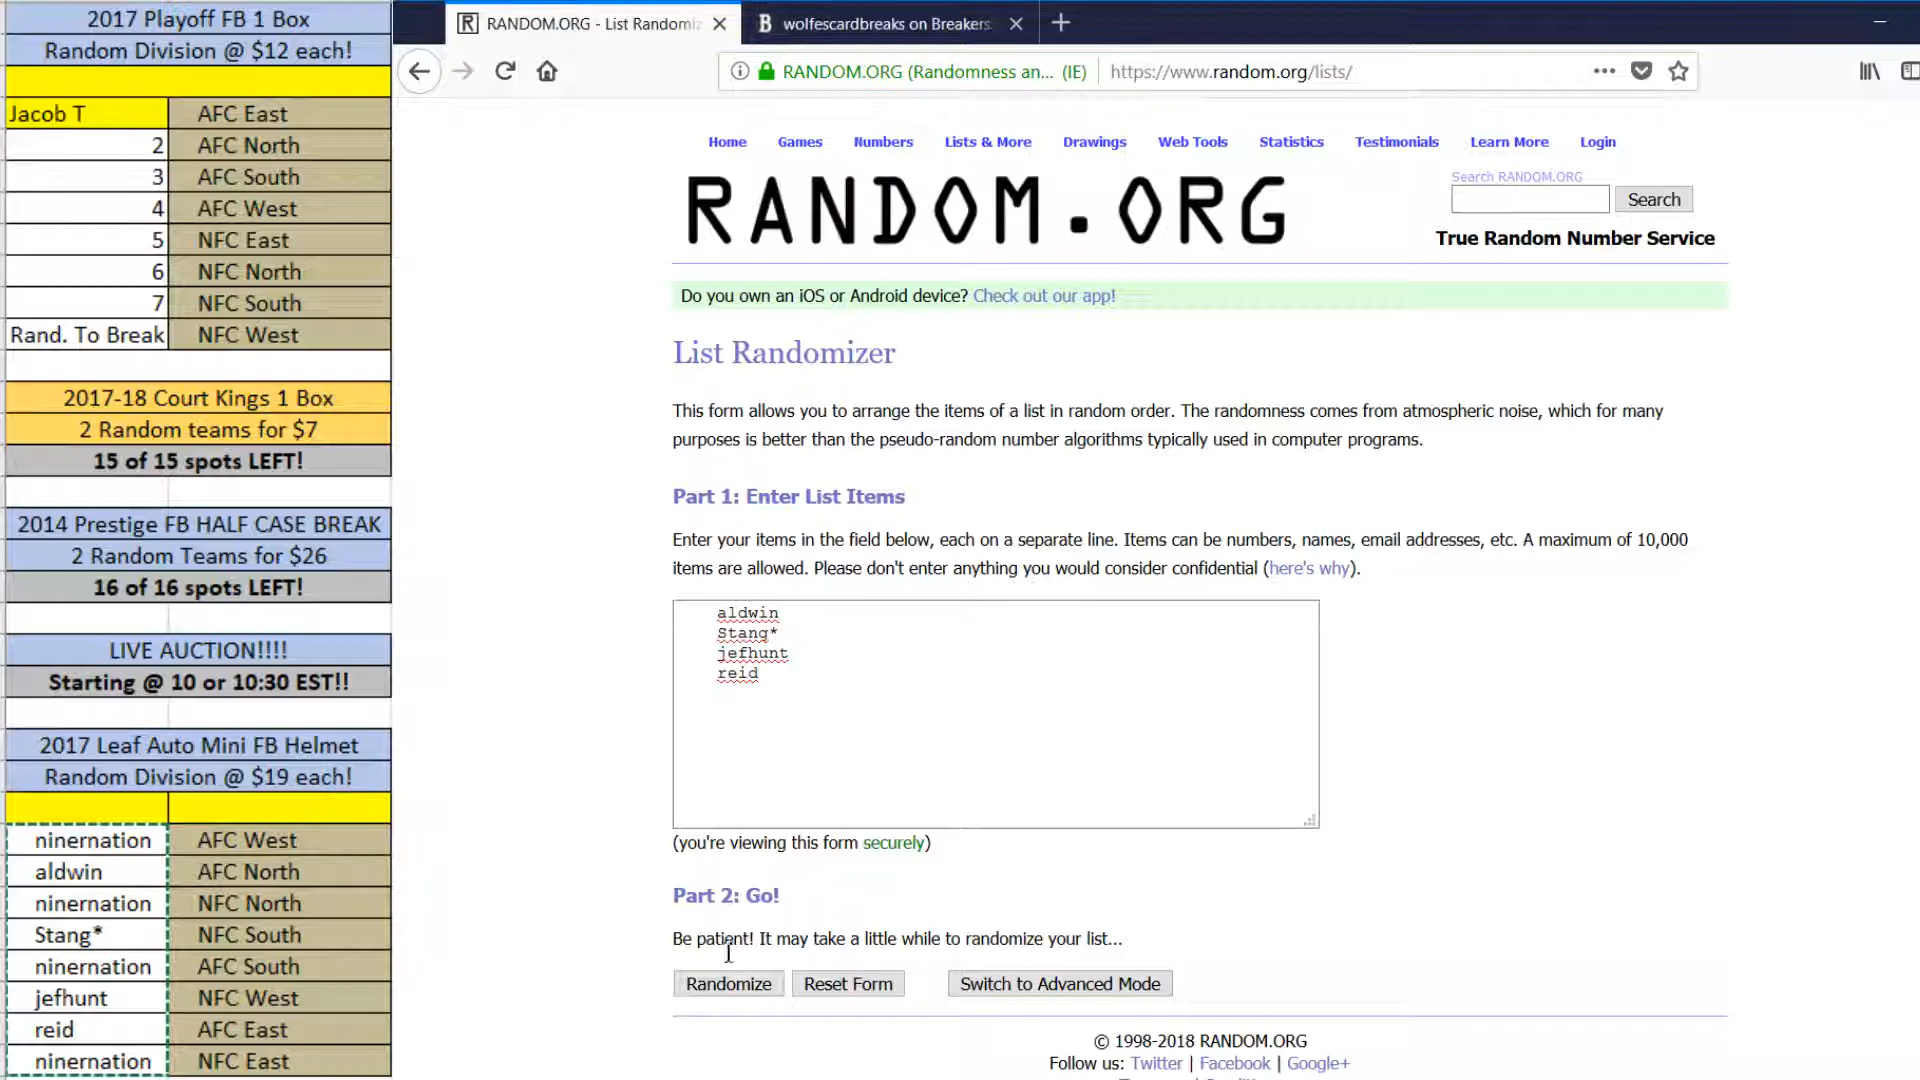 2017 Playoff FB 1 Box
Random Division @ $12 each!
Jacob T AFC East
2 AFC North
3 AFC South
4 AFC West
5 NFC East
6 NFC North
7 NFC South
Rand. To Break NFC West
2017-18 Court Kings 1 Box
2 Random teams for $7
15 of 15 spots LEFT!
2014 Prestige FB HALF CASE BREAK
2 Random Teams for $26
16 of 16 spots LEFT!
LIVE AUCTION!!!!
Starting @ 10 or 10:30 EST!!
2017 Leaf Auto Mini FB Helmet
Random Division @ $19 each!
ninernation AFC West
aldwin AFC North
ninernation NFC North
Stang* NFC South
ninernation AFC South
jefhunt NFC West
reid AFC East
ninernation NFC East
RANDOM.ORG - List Randomiz
B wolfescardbreaks on Breakers
RANDOM.ORG (Randomness an... (IE) https://www.random.org/lists/
Home Games Numbers Lists & More Drawings Web Tools Statistics Testimonials Learn More Login
RANDOM.ORG
Search RANDOM.ORG
Search
True Random Number Service
Do you own an iOS or Android device? Check out our app!
List Randomizer
This form allows you to arrange the items of a list in random order. The randomness comes from atmospheric noise, which for many
purposes is better than the pseudo-random number algorithms typically used in computer programs.
Part 1: Enter List Items
Enter your items in the field below, each on a separate line. Items can be numbers, names, email addresses, etc. A maximum of 10,000
items are allowed. Please don't enter anything you would consider confidential (here's why).
aldwin
Stang*
jefhunt
reid
(you're viewing this form securely)
Part 2: Go!
Be patient! It may take a little while to randomize your list...
Randomize Reset Form Switch to Advanced Mode
© 1998-2018 RANDOM.ORG
Follow us: Twitter | Facebook | Google+